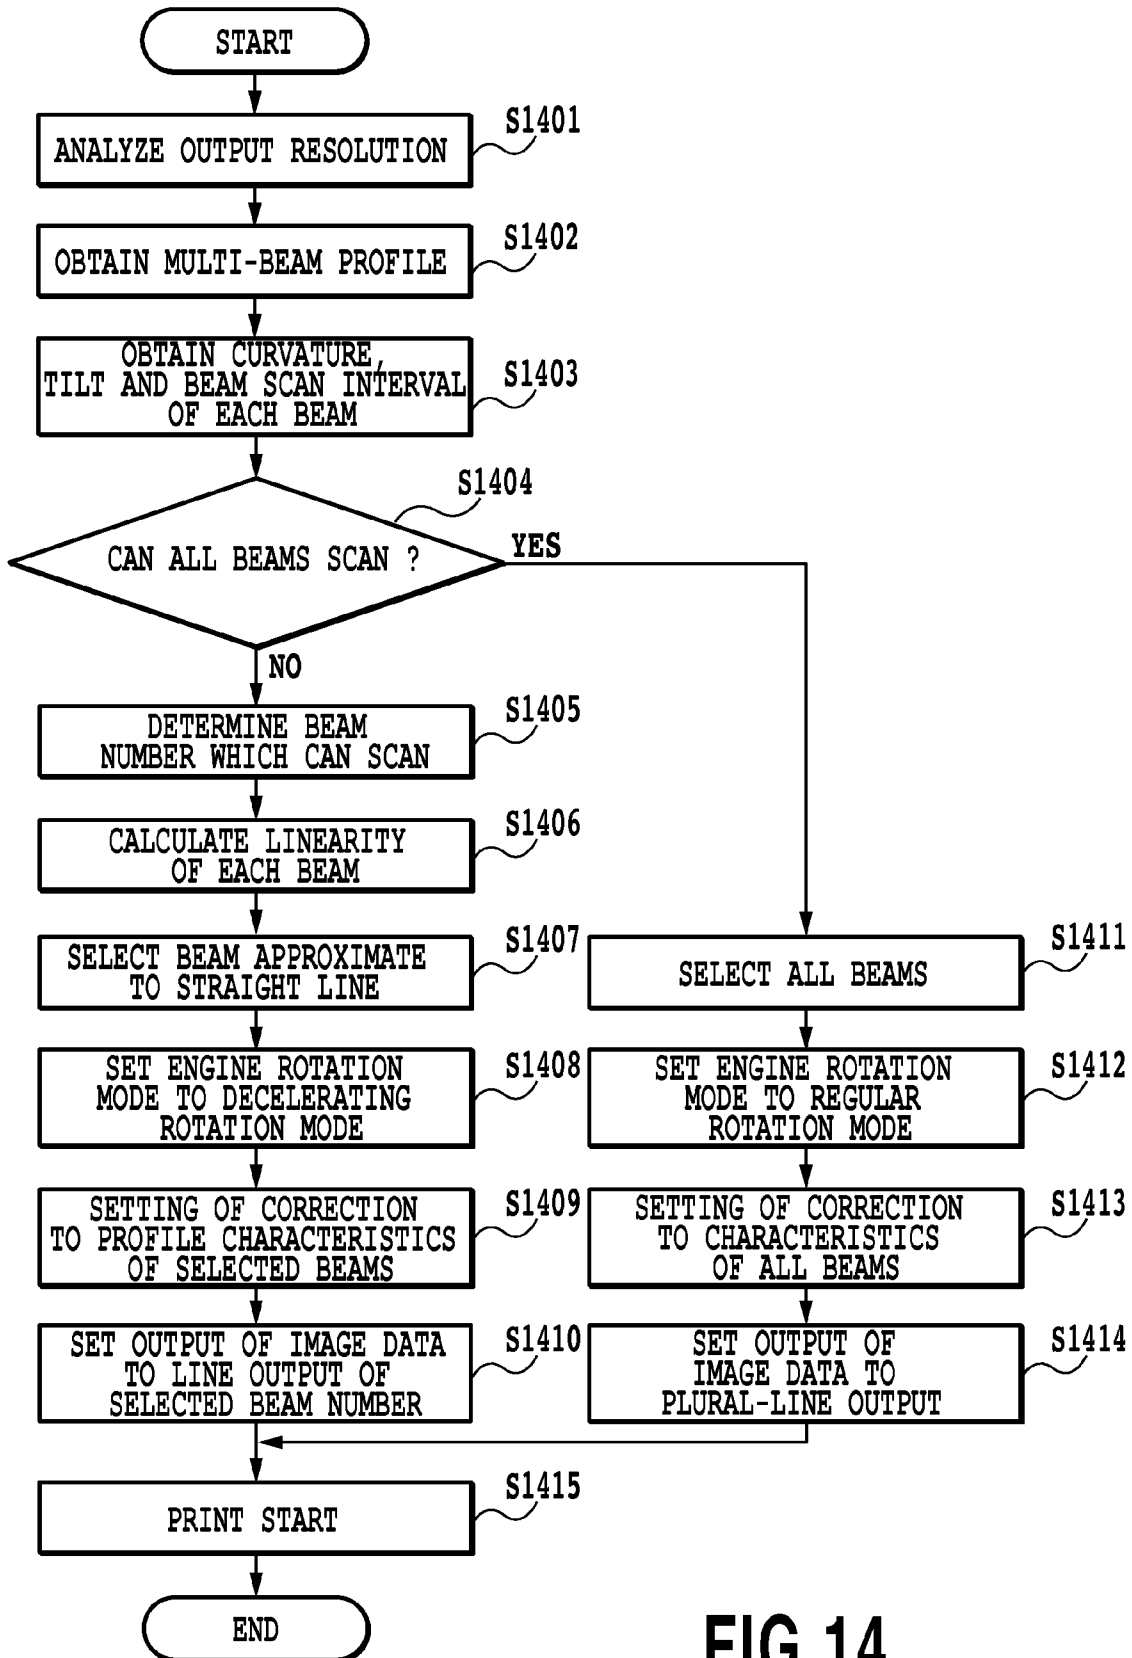 START
ANALYZE OUTPUT RESOLUTION
S1401
OBTAIN MULTI-BEAM PROFILE
S1402
OBTAIN CURVATURE,
TILT AND BEAM SCAN INTERVAL
OF EACH BEAM
S1403
CAN ALL BEAMS SCAN ?
S1404
YES
NO
DETERMINE BEAM
NUMBER WHICH CAN SCAN
S1405
CALCULATE LINEARITY
OF EACH BEAM
S1406
SELECT BEAM APPROXIMATE
TO STRAIGHT LINE
S1407
SET ENGINE ROTATION
MODE TO DECELERATING
ROTATION MODE
S1408
SETTING OF CORRECTION
TO PROFILE CHARACTERISTICS
OF SELECTED BEAMS
S1409
SET OUTPUT OF IMAGE DATA
TO LINE OUTPUT OF
SELECTED BEAM NUMBER
S1410
SELECT ALL BEAMS
S1411
SET ENGINE ROTATION
MODE TO REGULAR
ROTATION MODE
S1412
SETTING OF CORRECTION
TO CHARACTERISTICS
OF ALL BEAMS
S1413
SET OUTPUT OF
IMAGE DATA TO
PLURAL-LINE OUTPUT
S1414
PRINT START
S1415
END
FIG.14